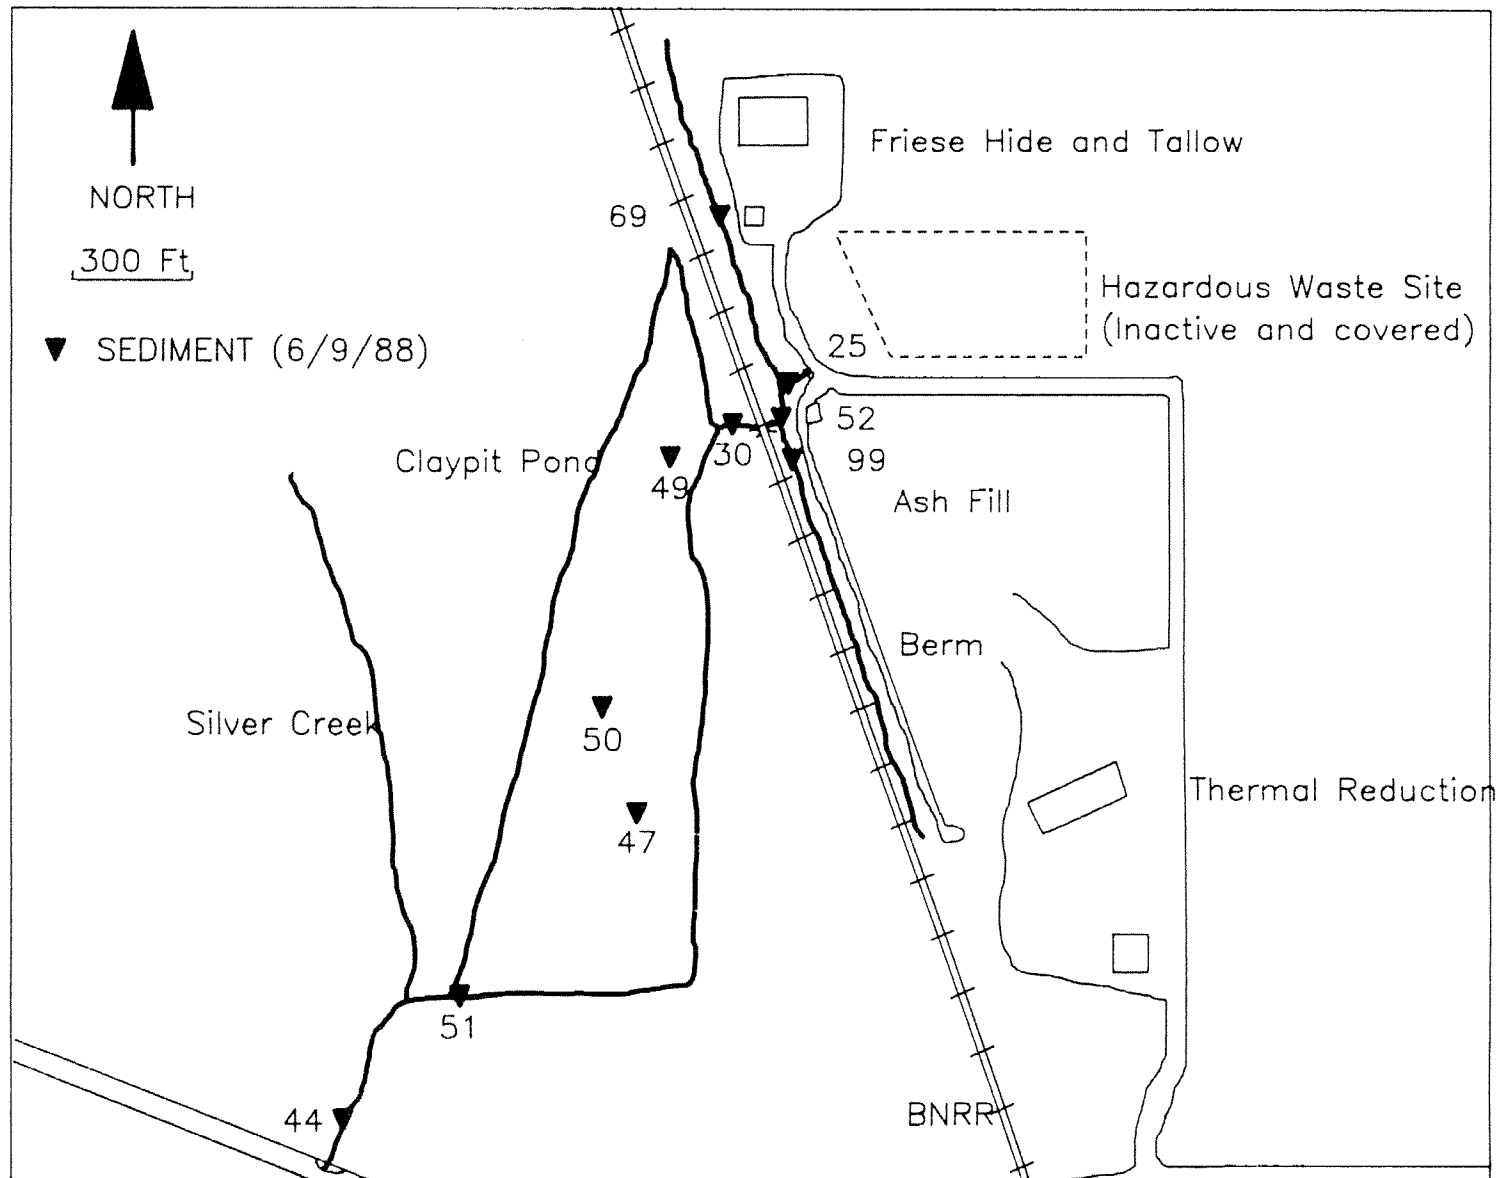 Friese Hide and Tallow
NORTH
69
300 Ft
Hazardous Waste Site
(Inactive and covered)
SEDIMENT (6/9/88)
25
52
30
99
Claypit Pond
49
Ash Fill
Berm
Silver Creek
50
Thermal Reduction
47
51
44
BNRR